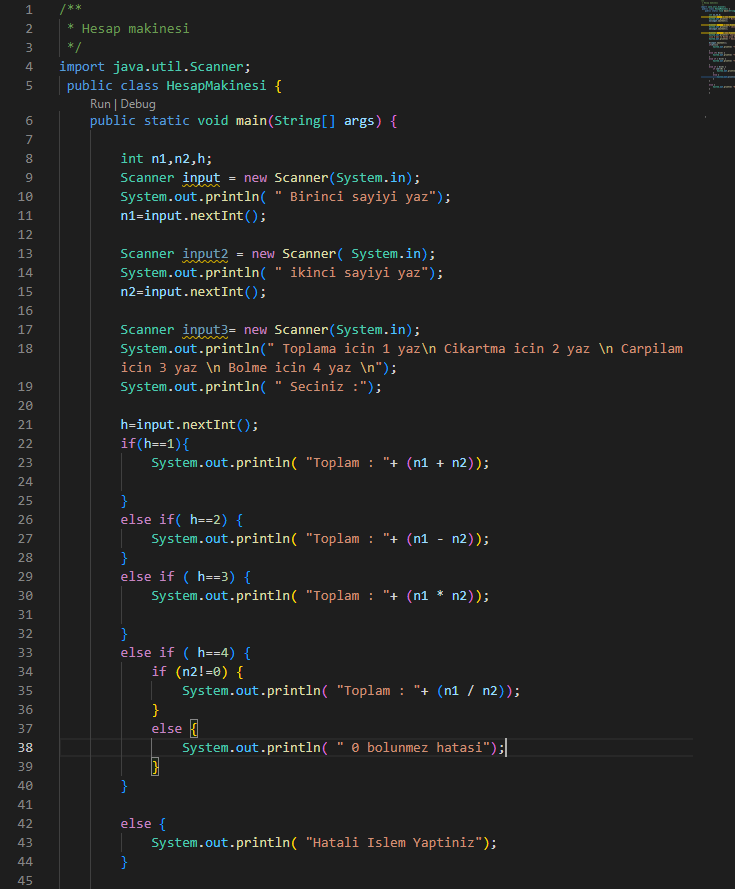 1 /**
2  * Hesap makinesi
3  */
4 import java.util.Scanner;
5  public class HesapMakinesi {
Run | Debug
6     public static void main(String[] args) {
7
8         int n1,n2,h;
9         Scanner input = new Scanner(System.in);
10         System.out.println( " Birinci sayiyi yaz");
11         n1=input.nextInt();
12
13         Scanner input2 = new Scanner( System.in);
14         System.out.println( " ikinci sayiyi yaz");
15         n2=input.nextInt();
16
17         Scanner input3= new Scanner(System.in);
18         System.out.println(" Toplama icin 1 yaz\n Cikartma icin 2 yaz \n Carpilam
icin 3 yaz \n Bolme icin 4 yaz \n");
19         System.out.println( " Seciniz :");
20
21         h=input.nextInt();
22         if(h==1){
23             System.out.println( "Toplam : "+ (n1 + n2));
24
25         }
26         else if( h==2) {
27             System.out.println( "Toplam : "+ (n1 - n2));
28         }
29         else if ( h==3) {
30             System.out.println( "Toplam : "+ (n1 * n2));
31
32         }
33         else if ( h==4) {
34             if (n2!=0) {
35                 System.out.println( "Toplam : "+ (n1 / n2));
36             }
37             else {
38                 System.out.println( " 0 bolunmez hatasi");
39             }
40         }
41
42         else {
43             System.out.println( "Hatali Islem Yaptiniz");
44         }
45